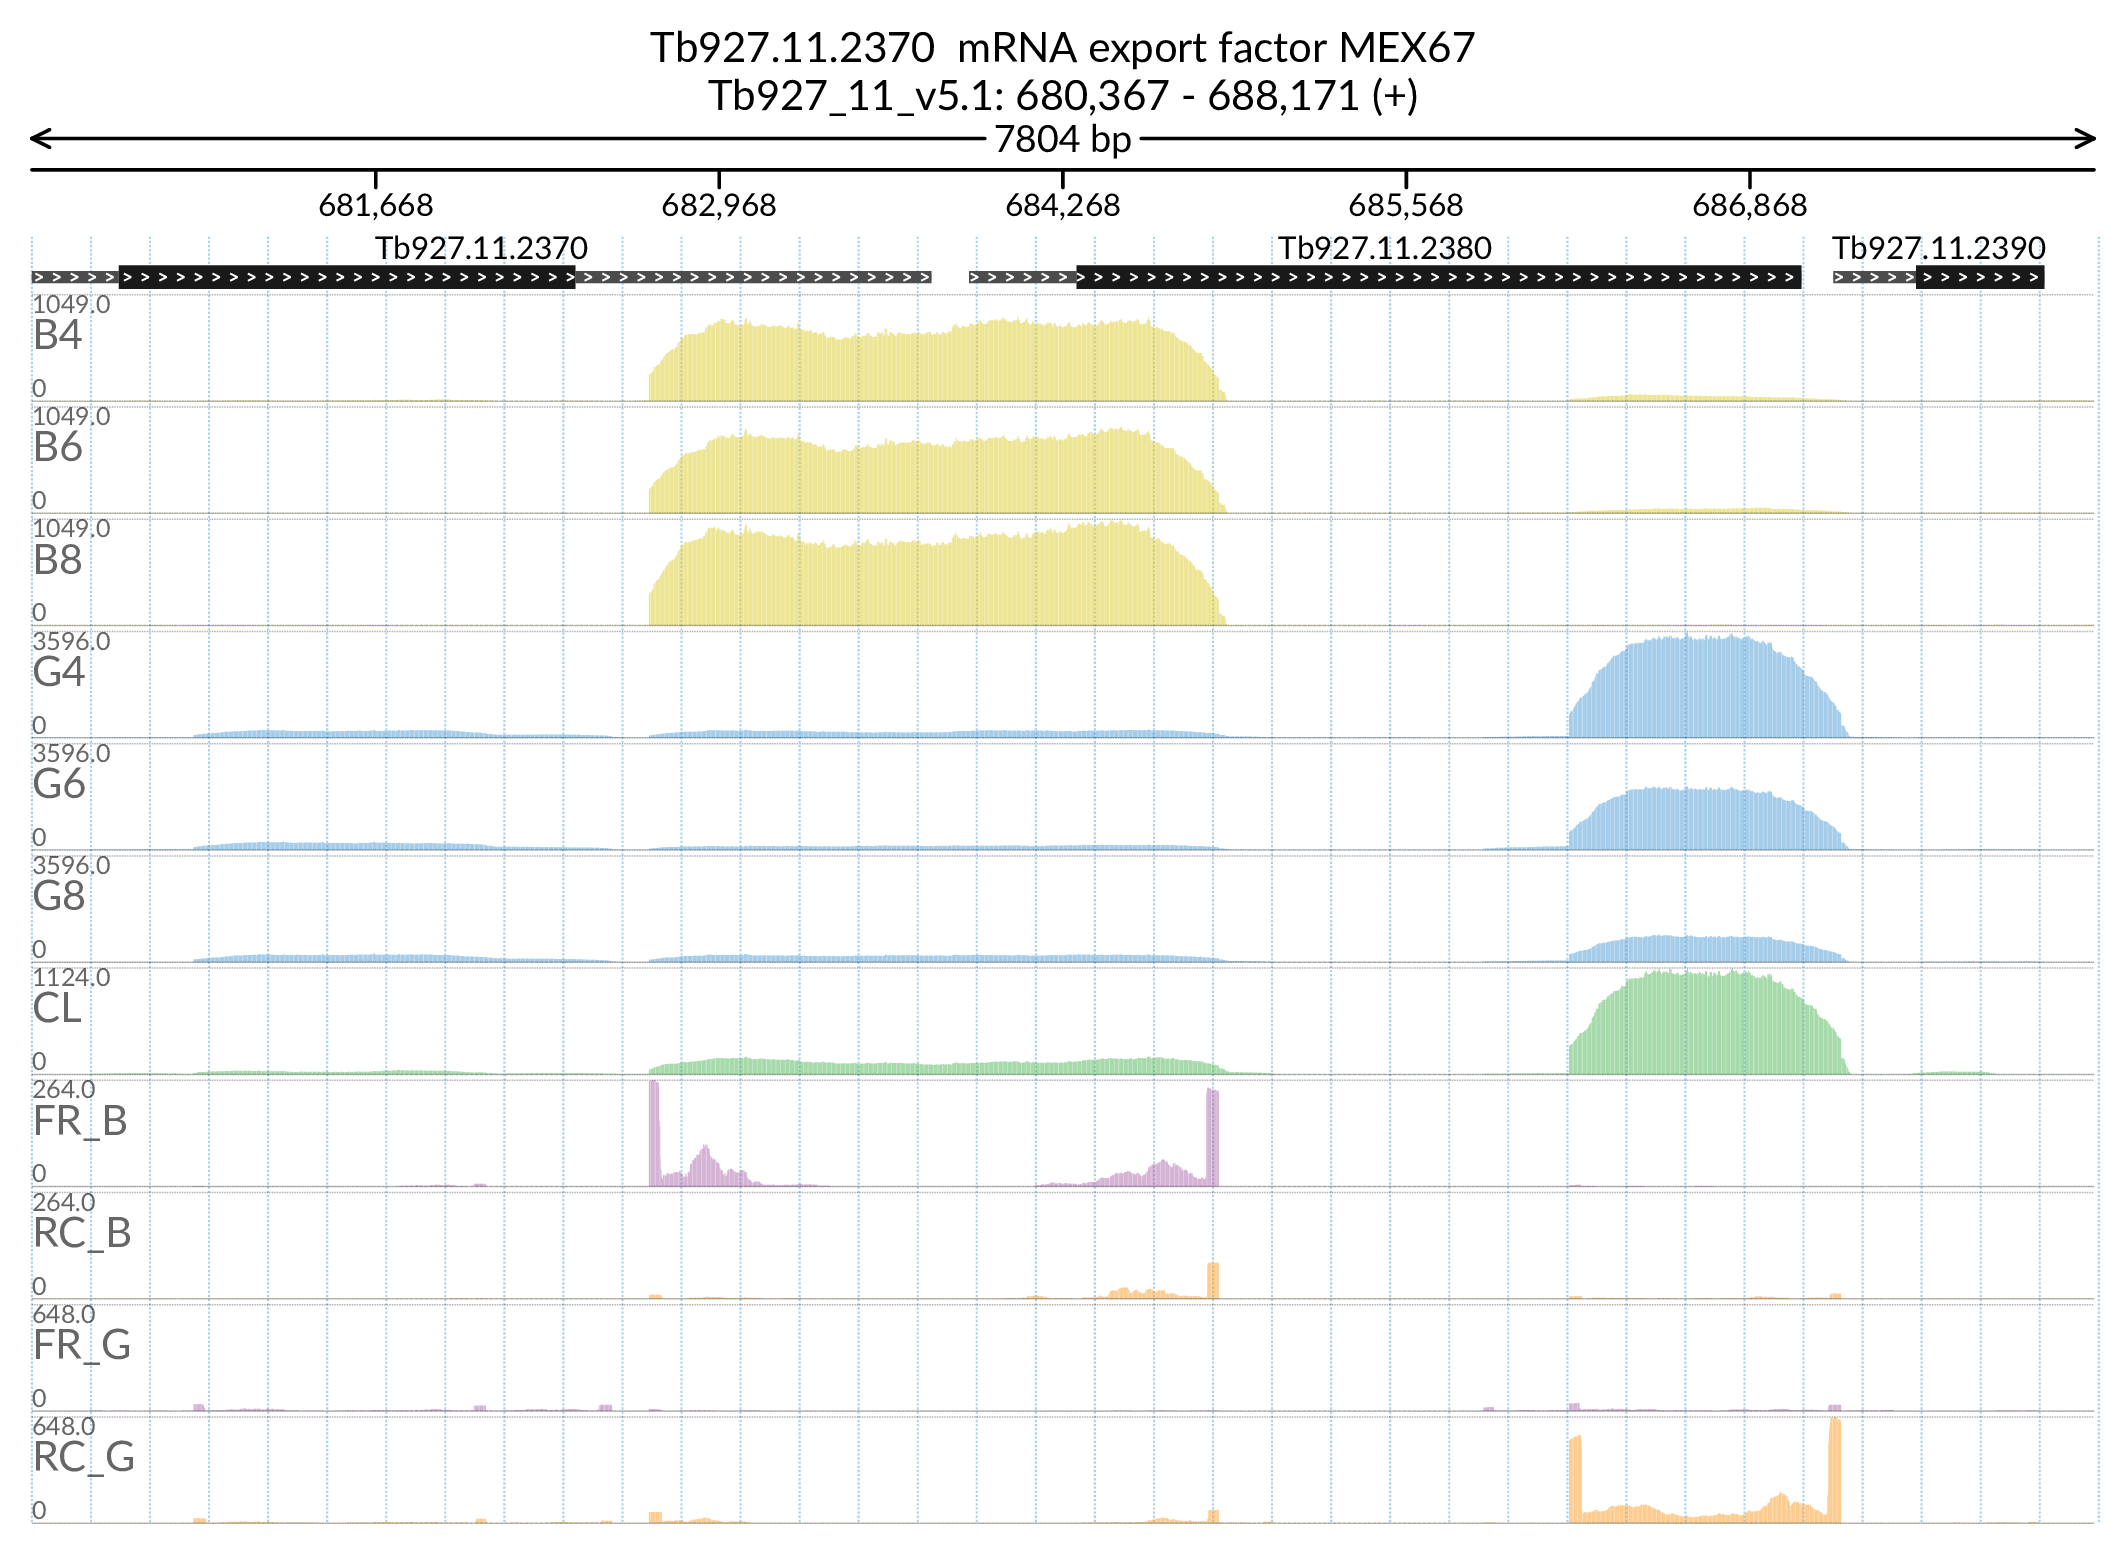 Tb927.11.2370 mRNA export factor MEX67
Tb927_11_v5.1: 680,367 - 688,171 (+)
7804 bp
681,668 682,968 684,268 685,568 686,868
Tb927.11.2370 Tb927.11.2380 Tb927.11.2390
1049.0
B4
0
1049.0
B6
0
1049.0
B8
0
3596.0
G4
0
3596.0
G6
0
3596.0
G8
0
1124.0
CL
0
264.0
FR_B
0
264.0
RC_B
0
648.0
FR_G
0
648.0
RC_G
0